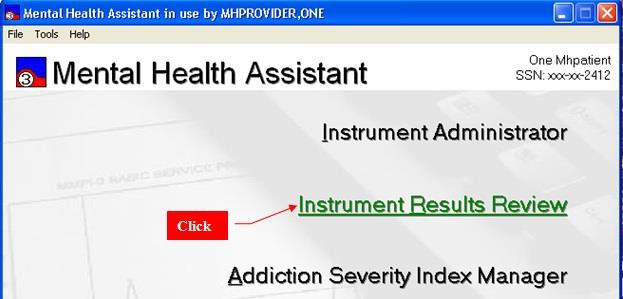 Mental Health Assistant in use by MHPROVIDER,ONE
File Tools Help
3 Mental Health Assistant
One Mhpatient
SSN: xxx-xx-2412
Instrument Administrator
Instrument Results Review
Click
Addiction Severity Index Manager